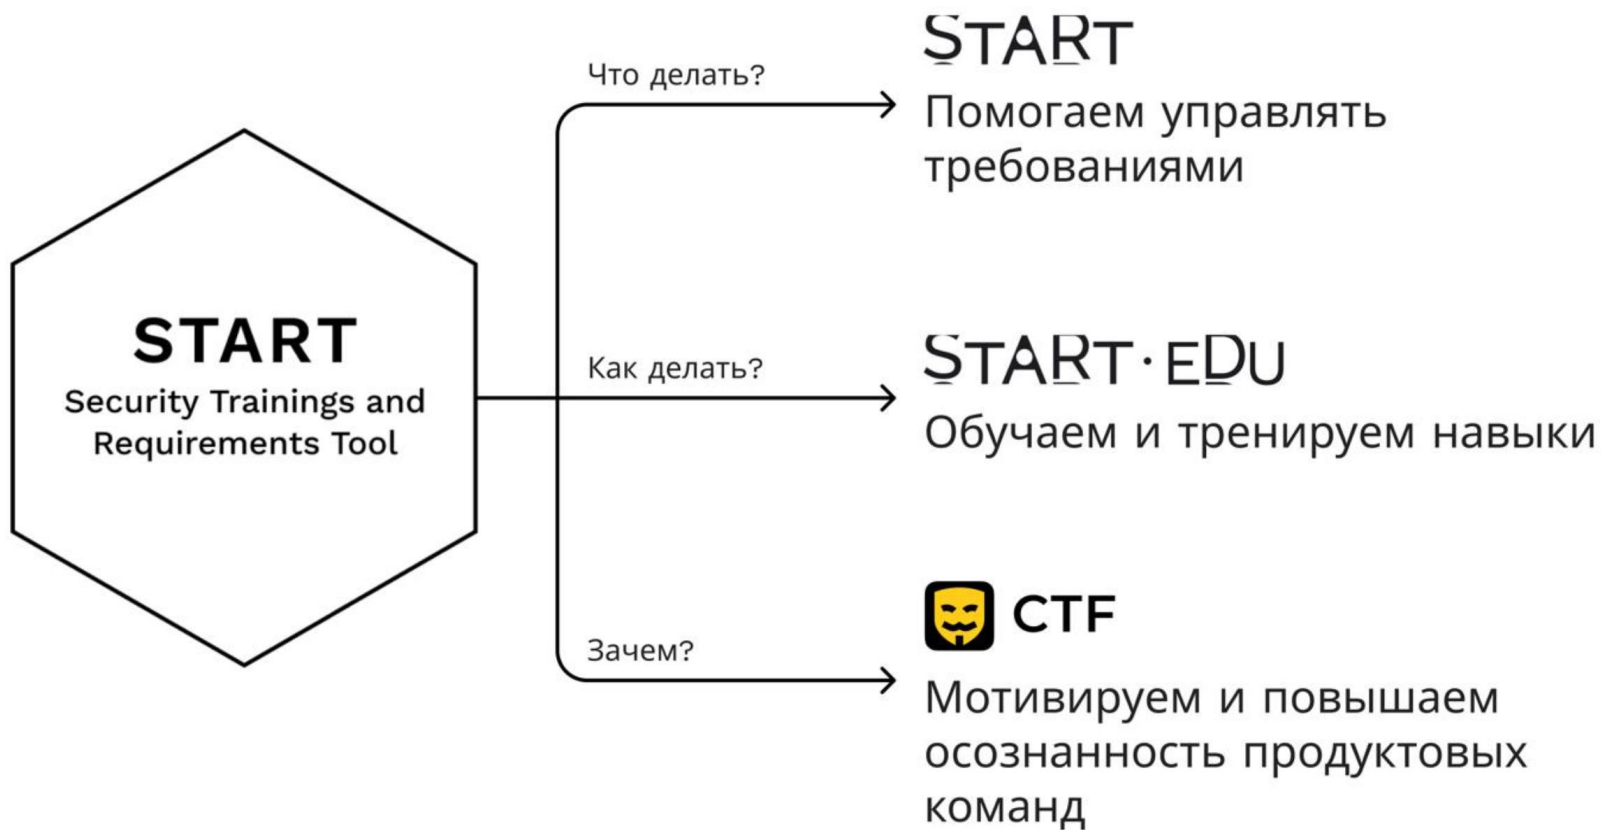 START
Security Trainings and
Requirements Tool
Что делать?
START
Помогаем управлять
требованиями
Как делать?
START · EDU
Обучаем и тренируем навыки
Зачем?
CTF
Мотивируем и повышаем
осознанность продуктовых
команд